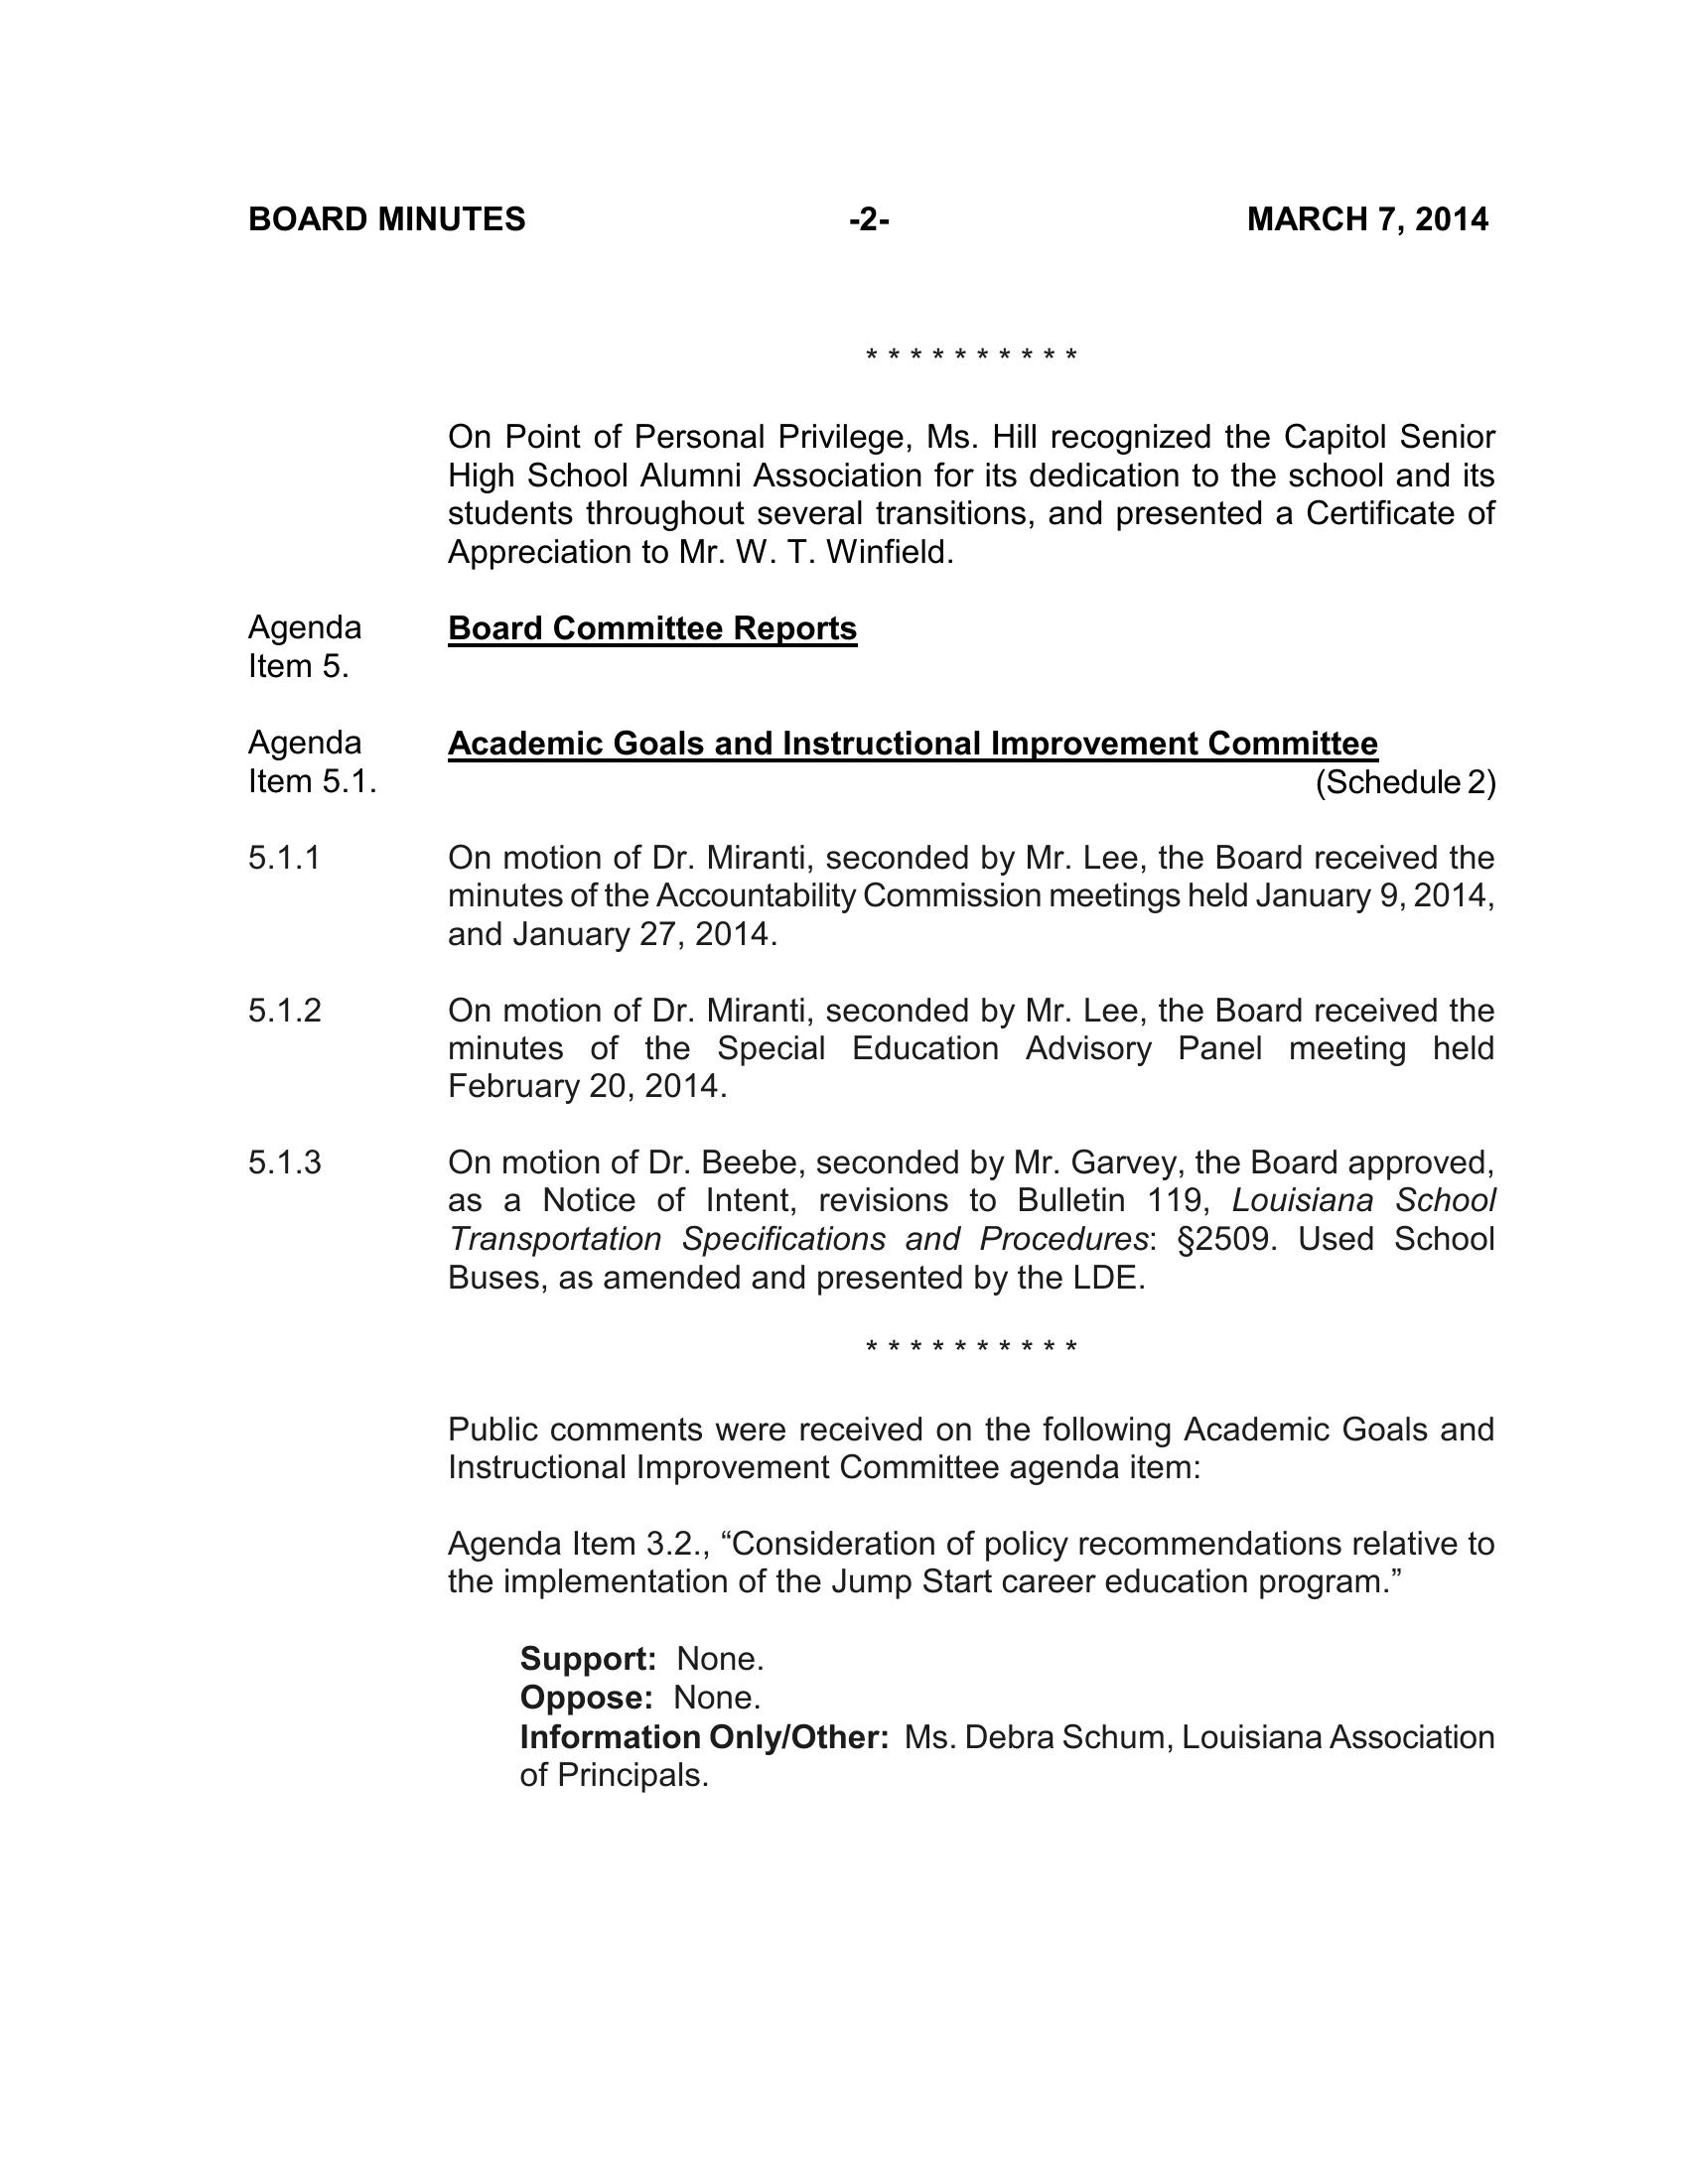 BOARD MINUTES -2- MARCH 7, 2014
* * * * * * * * * *
On Point of Personal Privilege, Ms. Hill recognized the Capitol Senior
High School Alumni Association for its dedication to the school and its
students throughout several transitions, and presented a Certificate of
Appreciation to Mr. W. T. Winfield.
Agenda Board Committee Reports
Item 5.
Agenda Academic Goals and Instructional Improvement Committee
Item 5.1. (Schedule 2)
5.1.1 On motion of Dr. Miranti, seconded by Mr. Lee, the Board received the
minutes of the Accountability Commission meetings held January 9, 2014,
and January 27, 2014.
5.1.2 On motion of Dr. Miranti, seconded by Mr. Lee, the Board received the
minutes of the Special Education Advisory Panel meeting held
February 20, 2014.
5.1.3 On motion of Dr. Beebe, seconded by Mr. Garvey, the Board approved,
as a Notice of Intent, revisions to Bulletin 119, Louisiana School
Transportation Specifications and Procedures: §2509. Used School
Buses, as amended and presented by the LDE.
* * * * * * * * * *
Public comments were received on the following Academic Goals and
Instructional Improvement Committee agenda item:
Agenda Item 3.2., “Consideration of policy recommendations relative to
the implementation of the Jump Start career education program.”
Support: None.
Oppose: None.
Information Only/Other: Ms. Debra Schum, Louisiana Association
of Principals.